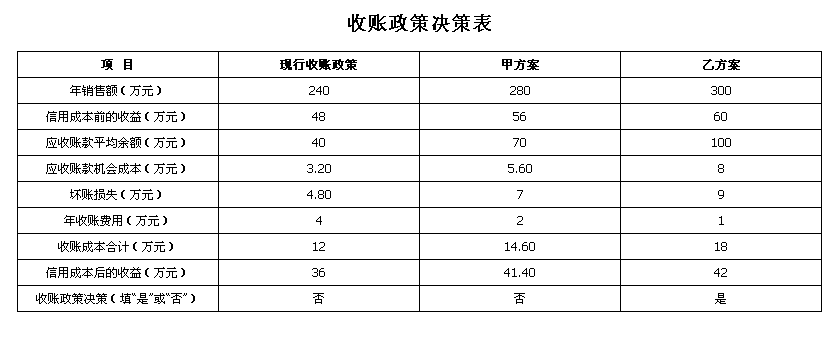 收账政策决策表
项 目 现行收账政策 甲方案 乙方案
年销售额（万元） 240 280 300
信用成本前的收益（万元） 48 56 60
应收账款平均余额（万元） 40 70 100
应收账款机会成本（万元） 3.20 5.60 8
坏账损失（万元） 4.80 7 9
年收账费用（万元） 4 2 1
收账成本合计（万元） 12 14.60 18
信用成本后的收益（万元） 36 41.40 42
收账政策决策（填“是”或“否”） 否 否 是